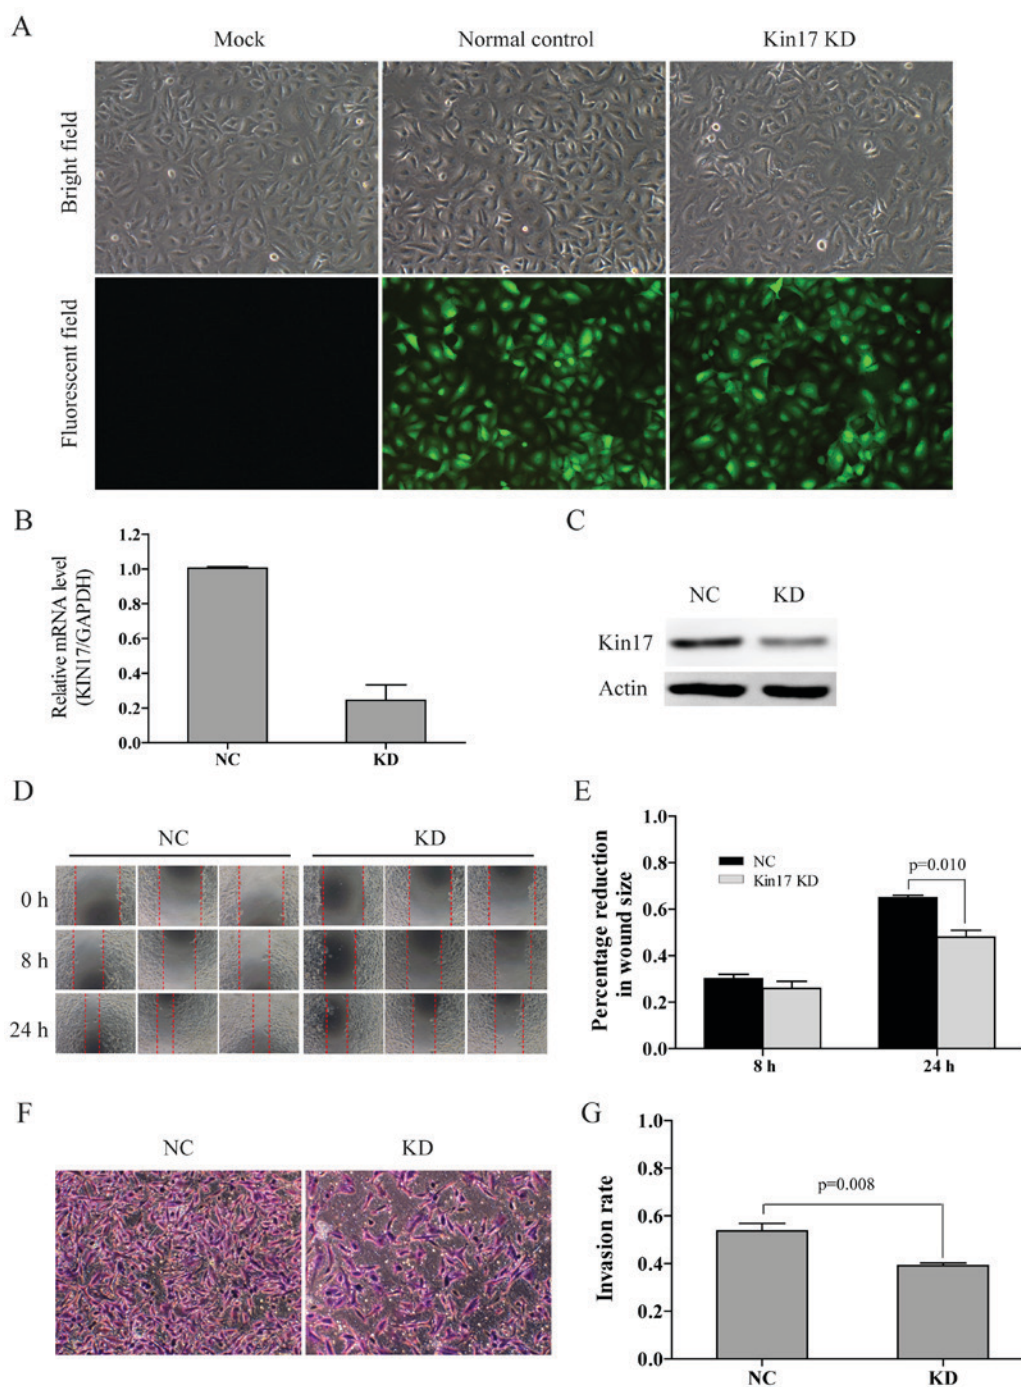 A
Mock
Normal control
Kin17 KD
Bright field
Fluorescent field
B
Relative mRNA level
(KIN17/GAPDH)
1.2
1.0
0.8
0.6
0.4
0.2
0.0
NC
KD
C
NC
KD
Kin17
Actin
D
NC
KD
0 h
8 h
24 h
E
Percentage reduction
in wound size
1.0
0.8
0.6
0.4
0.2
0.0
NC
Kin17 KD
p=0.010
8 h
24 h
F
NC
KD
G
Invasion rate
1.0
0.8
0.6
0.4
0.2
0.0
p=0.008
NC
KD